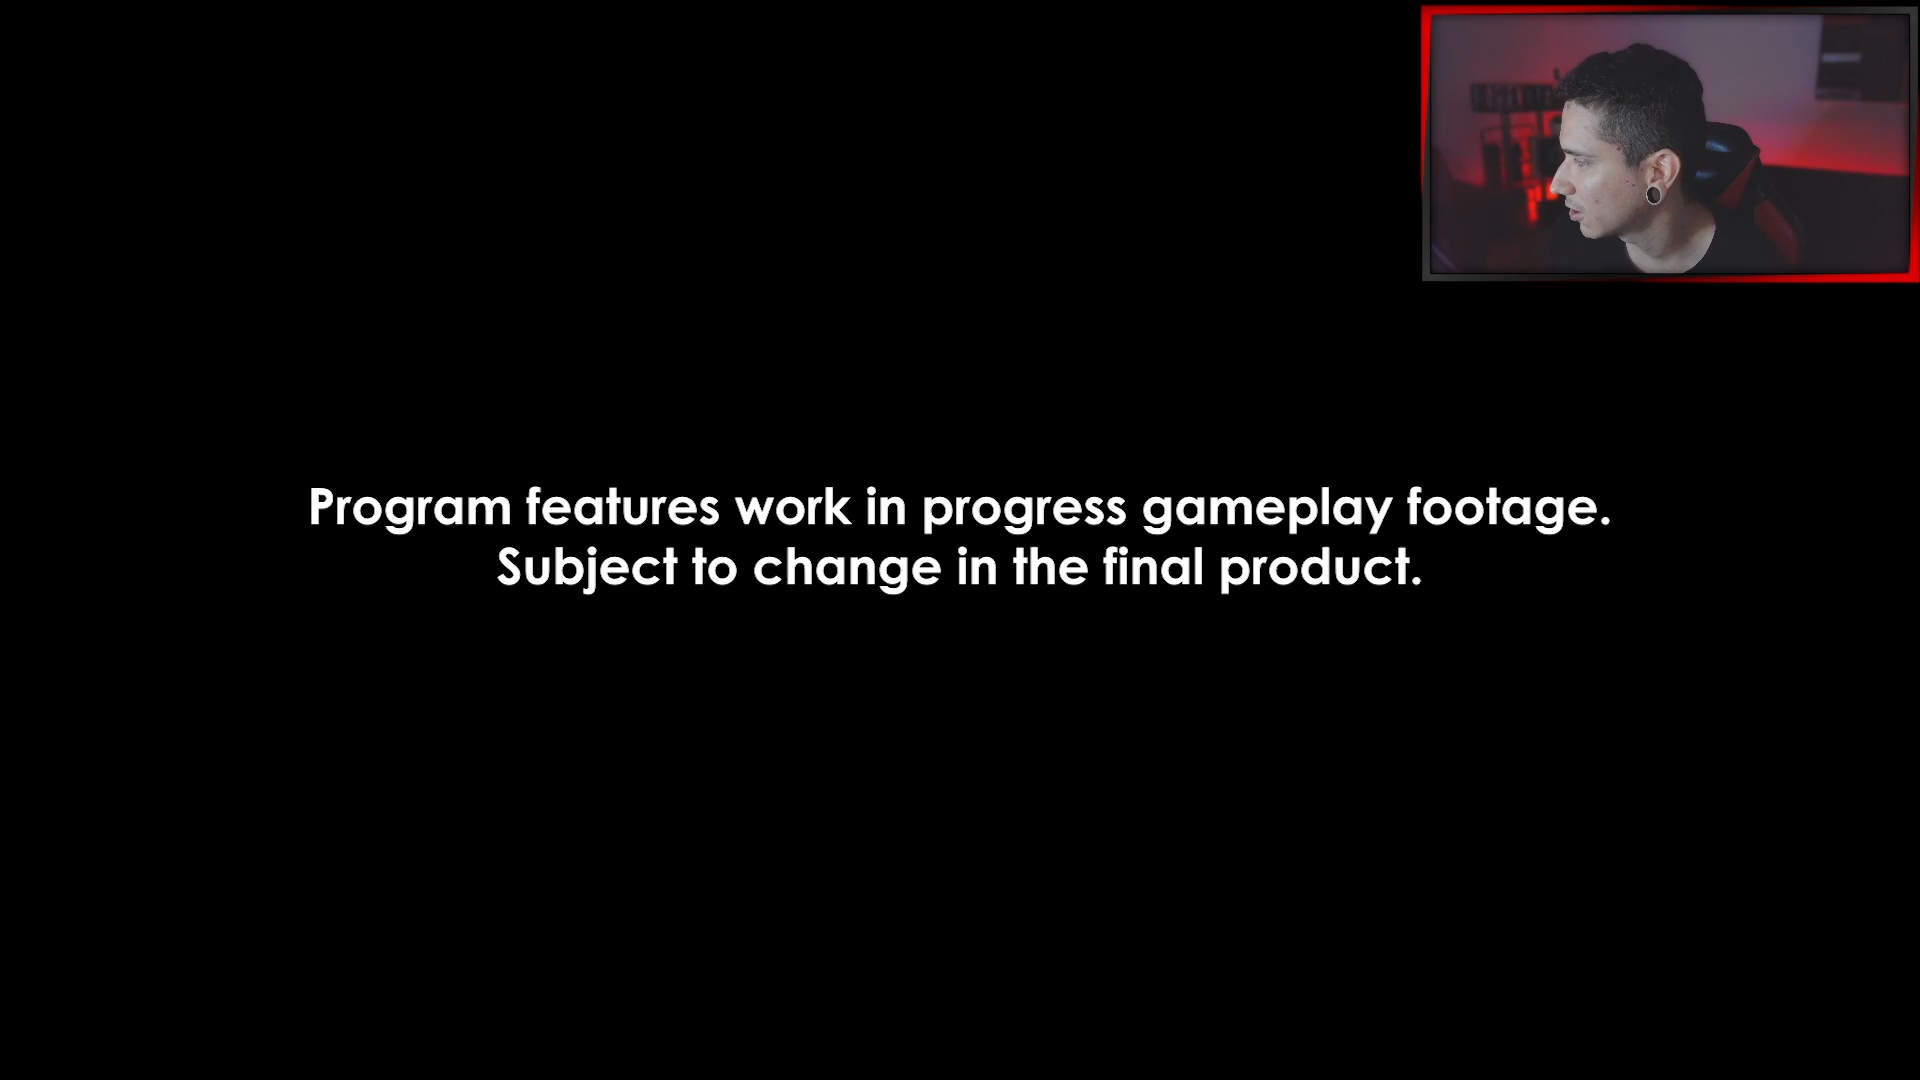 Program features work in progress gameplay footage.
Subject to change in the final product.